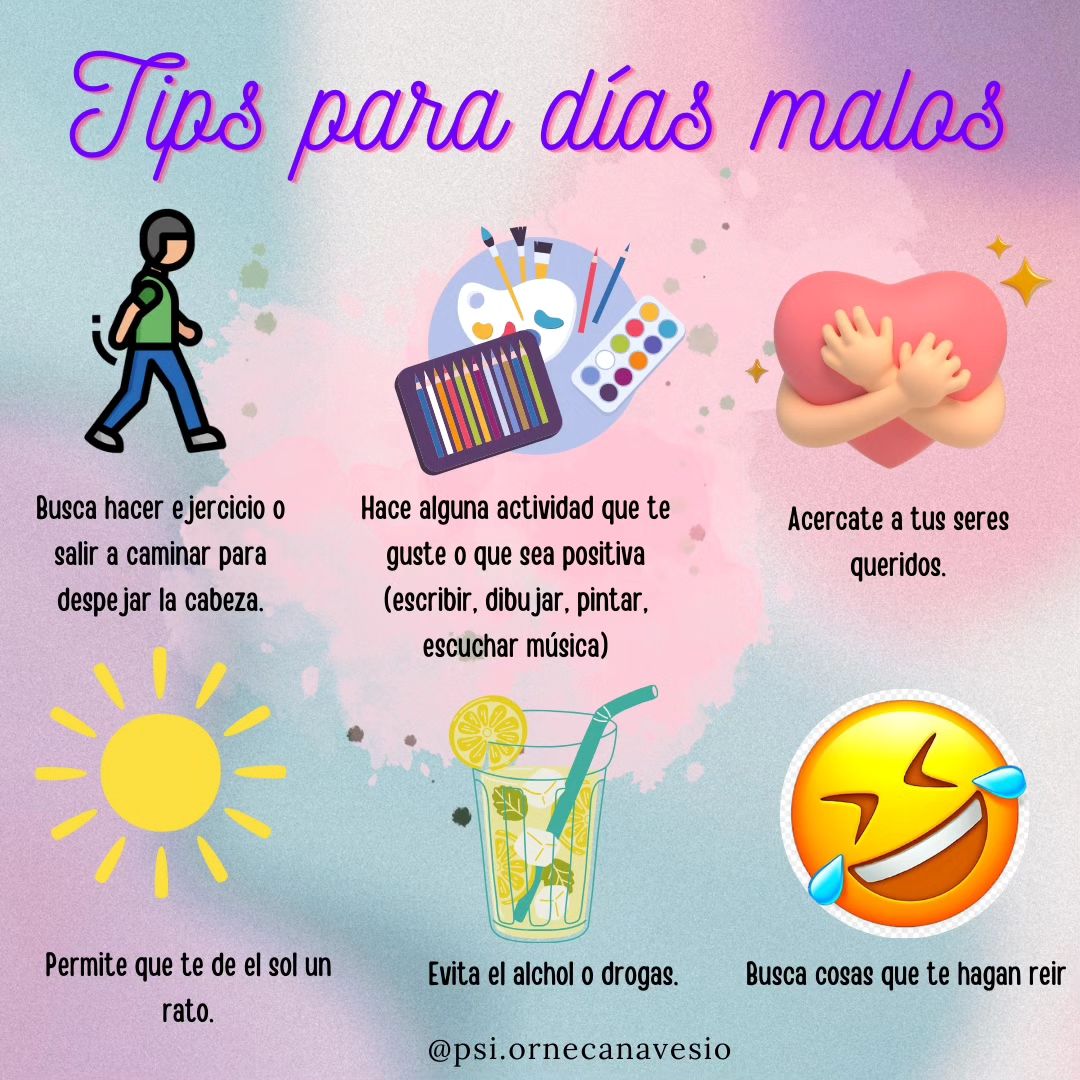 Tips para días malos
Busca hacer ejercicio o
salir a caminar para
despejar la cabeza.
Hace alguna actividad que te
guste o que sea positiva
(escribir, dibujar, pintar,
escuchar música)
Acercate a tus seres
queridos.
Permite que te de el sol un
rato.
Evita el alchol o drogas.
Busca cosas que te hagan reir
@psi.ornecanavesio